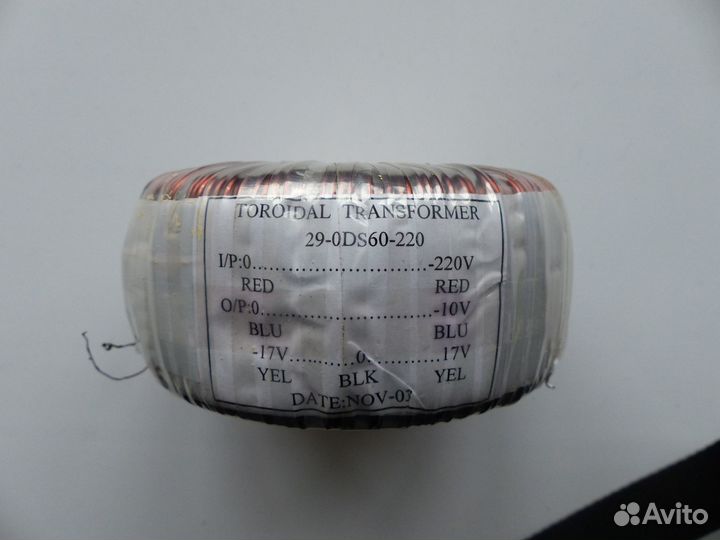 TOROIDAL TRANSFORMER
29-0DS60-220
I/P:0..............................-220V
RED RED
O/P:0.............................-10V
BLU BLU
-17V............0.............17V
YEL BLK YEL
DATE:NOV-03
Avito